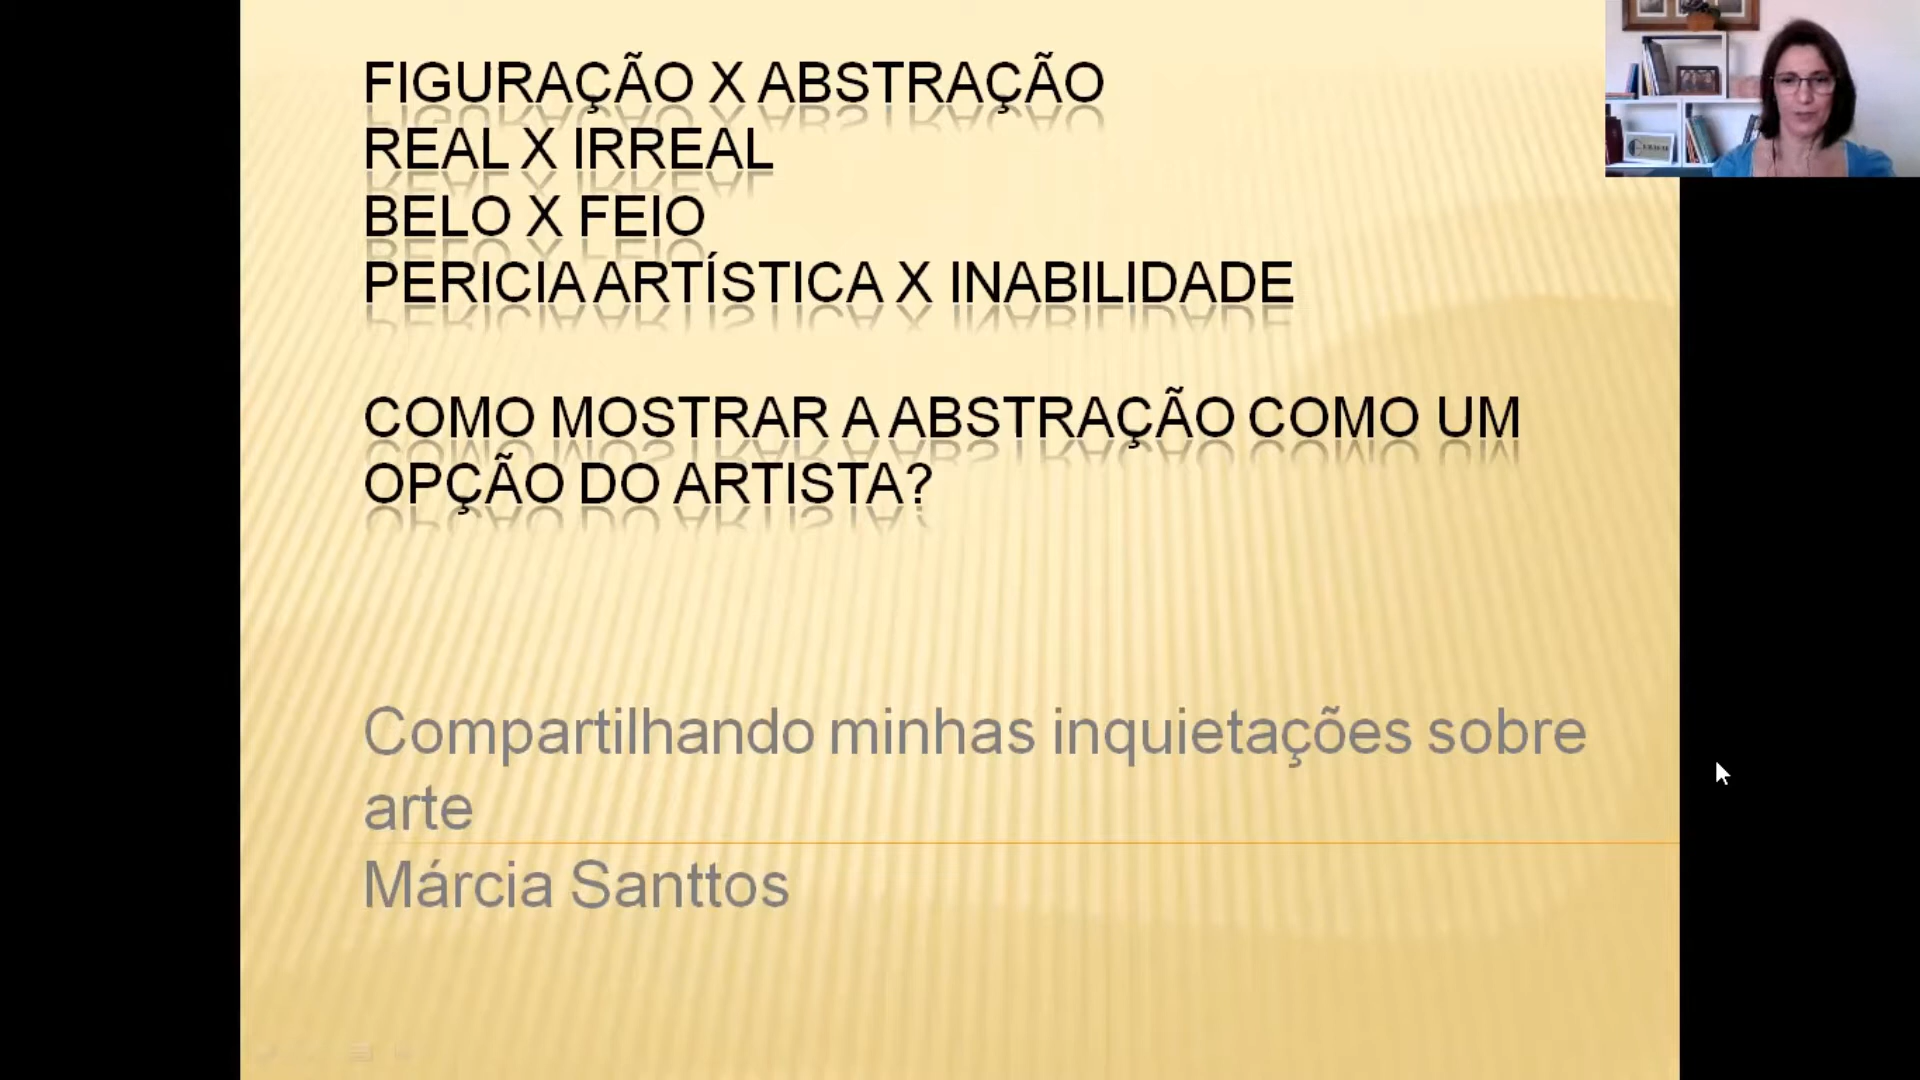 FIGURAÇÃO X ABSTRAÇÃO
REAL X IRREAL
BELO X FEIO
PERICIA ARTÍSTICA X INABILIDADE
COMO MOSTRAR A ABSTRAÇÃO COMO UM
OPÇÃO DO ARTISTA?
Compartilhando minhas inquietações sobre
arte
Márcia Santtos